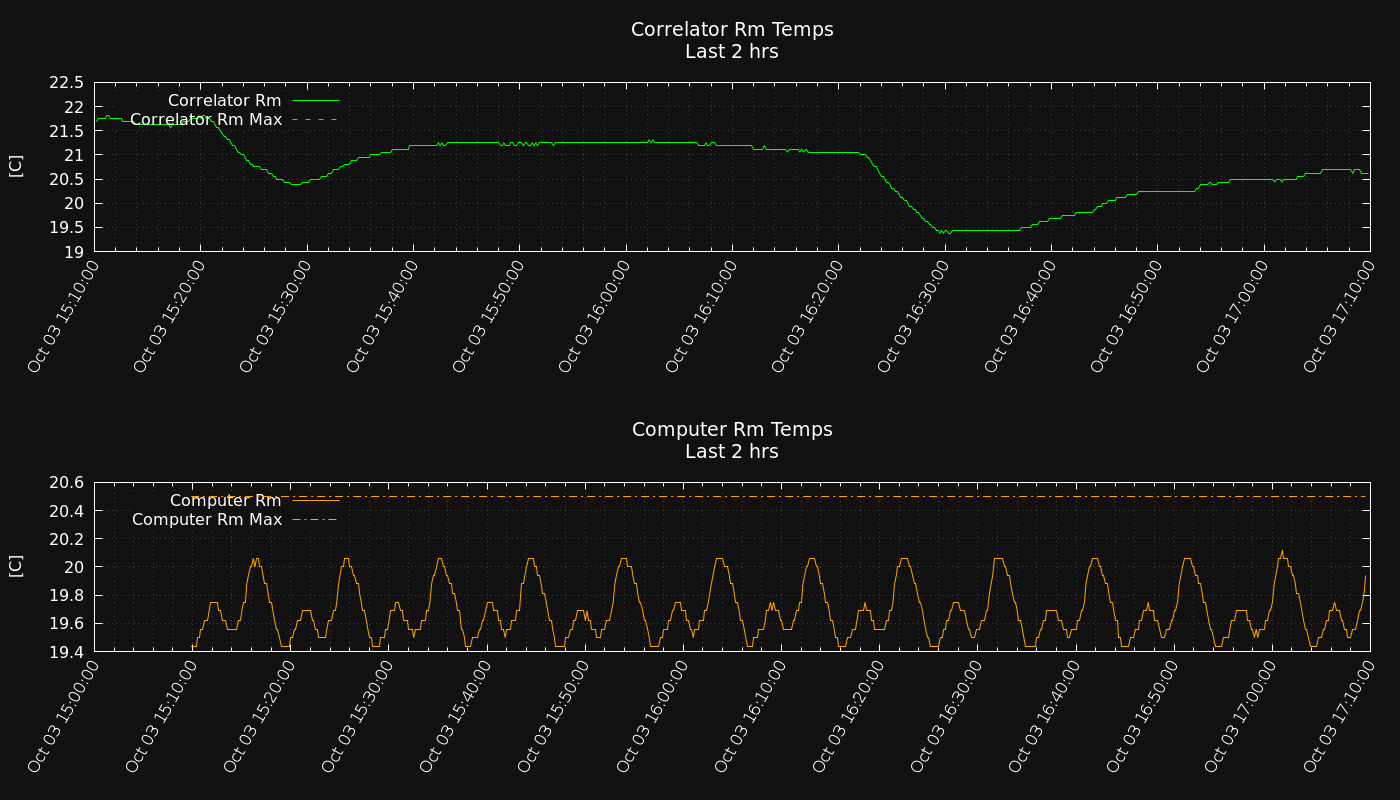 Correlator Rm Temps
Last 2 hrs
22.5
22
21.5
21
20.5
20
19.5
19
[C]
Correlator Rm
Correlator Rm Max
Oct 03 15:10:00
Oct 03 15:20:00
Oct 03 15:30:00
Oct 03 15:40:00
Oct 03 15:50:00
Oct 03 16:00:00
Oct 03 16:10:00
Oct 03 16:20:00
Oct 03 16:30:00
Oct 03 16:40:00
Oct 03 16:50:00
Oct 03 17:00:00
Oct 03 17:10:00
Computer Rm Temps
Last 2 hrs
20.6
20.4
20.2
20
19.8
19.6
19.4
[C]
Computer Rm
Computer Rm Max
Oct 03 15:00:00
Oct 03 15:10:00
Oct 03 15:20:00
Oct 03 15:30:00
Oct 03 15:40:00
Oct 03 15:50:00
Oct 03 16:00:00
Oct 03 16:10:00
Oct 03 16:20:00
Oct 03 16:30:00
Oct 03 16:40:00
Oct 03 16:50:00
Oct 03 17:00:00
Oct 03 17:10:00